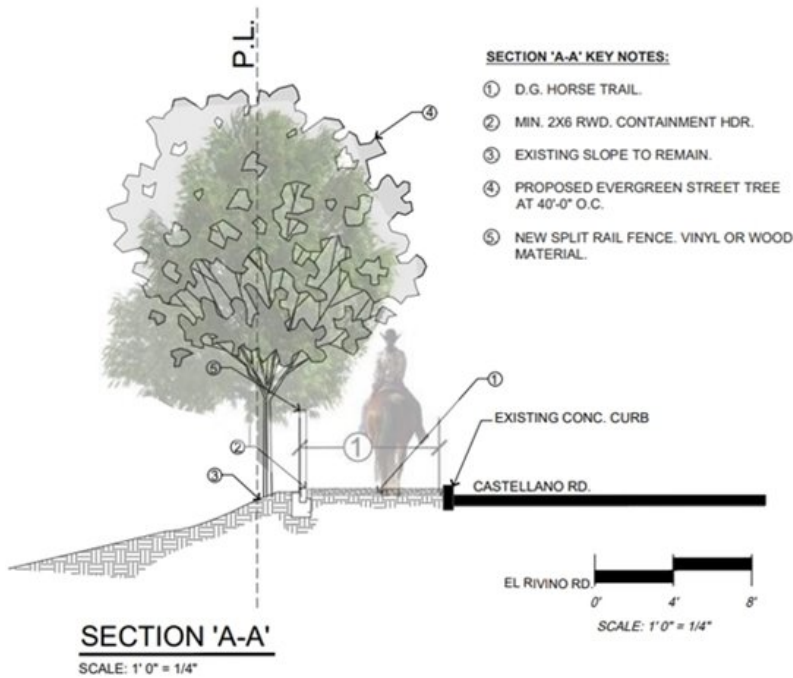 P.L.
SECTION 'A-A' KEY NOTES:
① D.G. HORSE TRAIL.
② MIN. 2X6 RWD. CONTAINMENT HDR.
③ EXISTING SLOPE TO REMAIN.
④ PROPOSED EVERGREEN STREET TREE
AT 40'-0" O.C.
⑤ NEW SPLIT RAIL FENCE. VINYL OR WOOD
MATERIAL.
④
⑤
①
①
②
③
EXISTING CONC. CURB
CASTELLANO RD.
EL RIVINO RD.
0' 4' 8'
SCALE: 1' 0" = 1/4"
SECTION 'A-A'
SCALE: 1' 0" = 1/4"